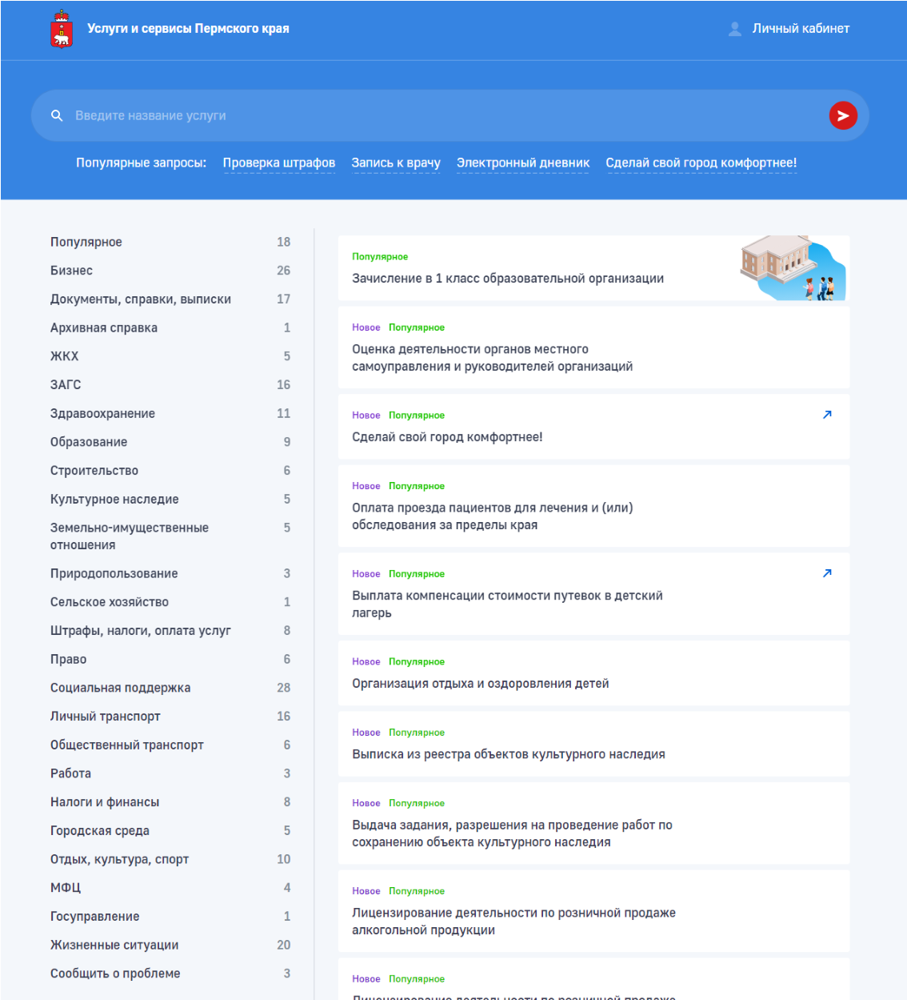 Услуги и сервисы Пермского края
Личный кабинет
Введите название услуги
Популярные запросы: Проверка штрафов Запись к врачу Электронный дневник Сделай свой город комфортнее!
Популярное 18
Бизнес 26
Документы, справки, выписки 17
Архивная справка 1
ЖКХ 5
ЗАГС 16
Здравоохранение 11
Образование 9
Строительство 6
Культурное наследие 5
Земельно-имущественные 5
отношения
Природопользование 3
Сельское хозяйство 1
Штрафы, налоги, оплата услуг 8
Право 6
Социальная поддержка 28
Личный транспорт 16
Общественный транспорт 6
Работа 3
Налоги и финансы 8
Городская среда 5
Отдых, культура, спорт 10
МФЦ 4
Госуправление 1
Жизненные ситуации 20
Сообщить о проблеме 3
Популярное
Зачисление в 1 класс образовательной организации
Новое Популярное
Оценка деятельности органов местного
самоуправления и руководителей организаций
Новое Популярное
Сделай свой город комфортнее!
Новое Популярное
Оплата проезда пациентов для лечения и (или)
обследования за пределы края
Новое Популярное
Выплата компенсации стоимости путевок в детский
лагерь
Новое Популярное
Организация отдыха и оздоровления детей
Новое Популярное
Выписка из реестра объектов культурного наследия
Новое Популярное
Выдача задания, разрешения на проведение работ по
сохранению объекта культурного наследия
Новое Популярное
Лицензирование деятельности по розничной продаже
алкогольной продукции
Новое Популярное
Лицензирование деятельности по розничной продаже